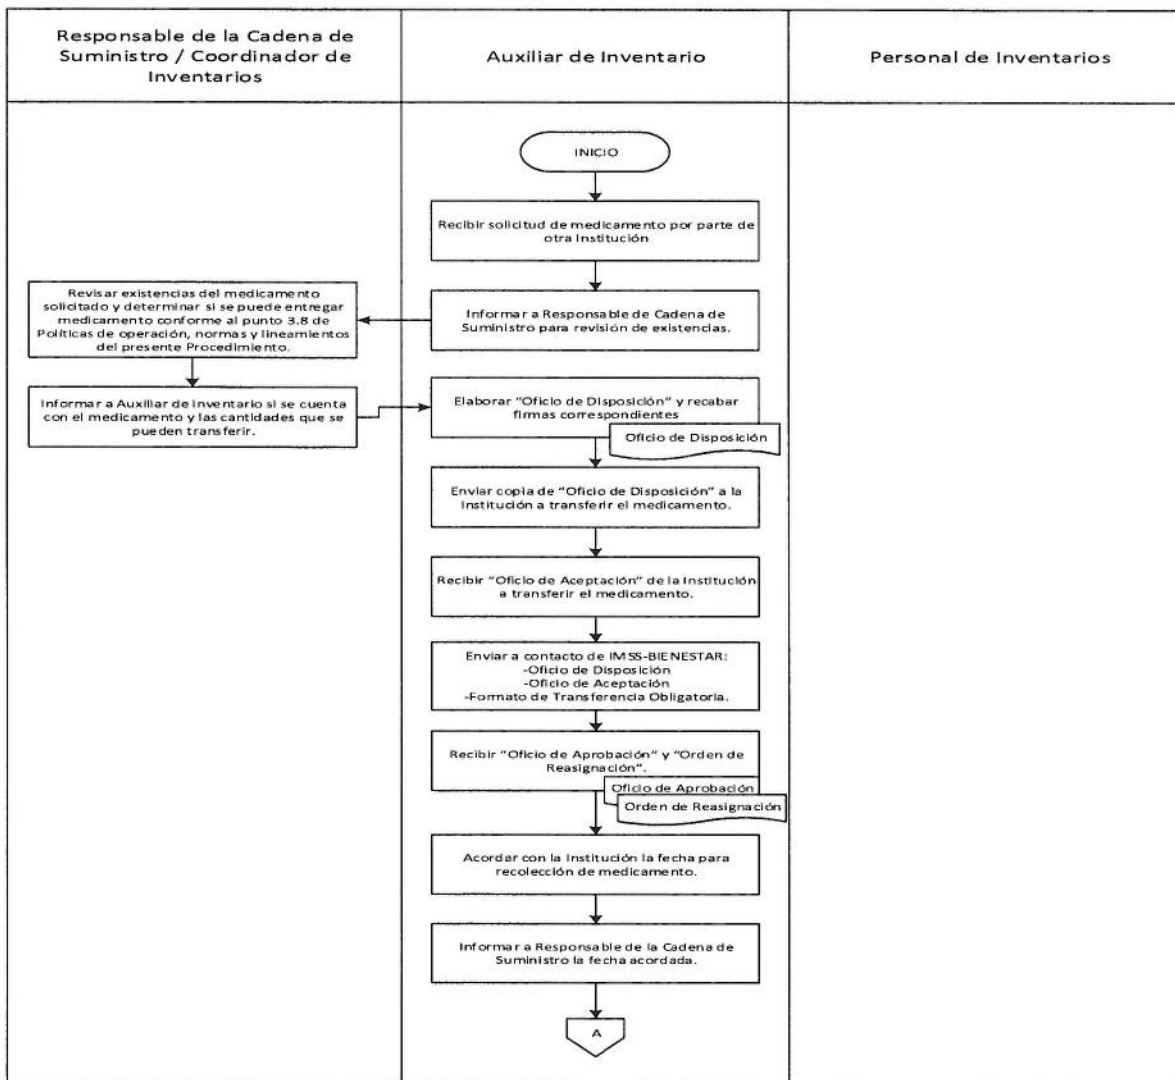 Responsable de la Cadena de
Suministro / Coordinador de
Inventarios
Auxiliar de Inventario
Personal de Inventarios
INICIO
Recibir solicitud de medicamento por parte de
otra Institución
Informar a Responsable de Cadena de
Suministro para revisión de existencias.
Revisar existencias del medicamento
solicitado y determinar si se puede entregar
medicamento conforme al punto 3.8 de
Políticas de operación, normas y lineamientos
del presente Procedimiento.
Informar a Auxiliar de Inventario si se cuenta
con el medicamento y las cantidades que se
pueden transferir.
Elaborar "Oficio de Disposición" y recabar
firmas correspondientes
Oficio de Disposición
Enviar copia de "Oficio de Disposición" a la
Institución a transferir el medicamento.
Recibir "Oficio de Aceptación" de la Institución
a transferir el medicamento.
Enviar a contacto de IMSS-BIENESTAR:
-Oficio de Disposición
-Oficio de Aceptación
-Formato de Transferencia Obligatoria.
Recibir "Oficio de Aprobación" y "Orden de
Reasignación".
Oficio de Aprobación
Orden de Reasignación
Acordar con la Institución la fecha para
recolección de medicamento.
Informar a Responsable de la Cadena de
Suministro la fecha acordada.
A